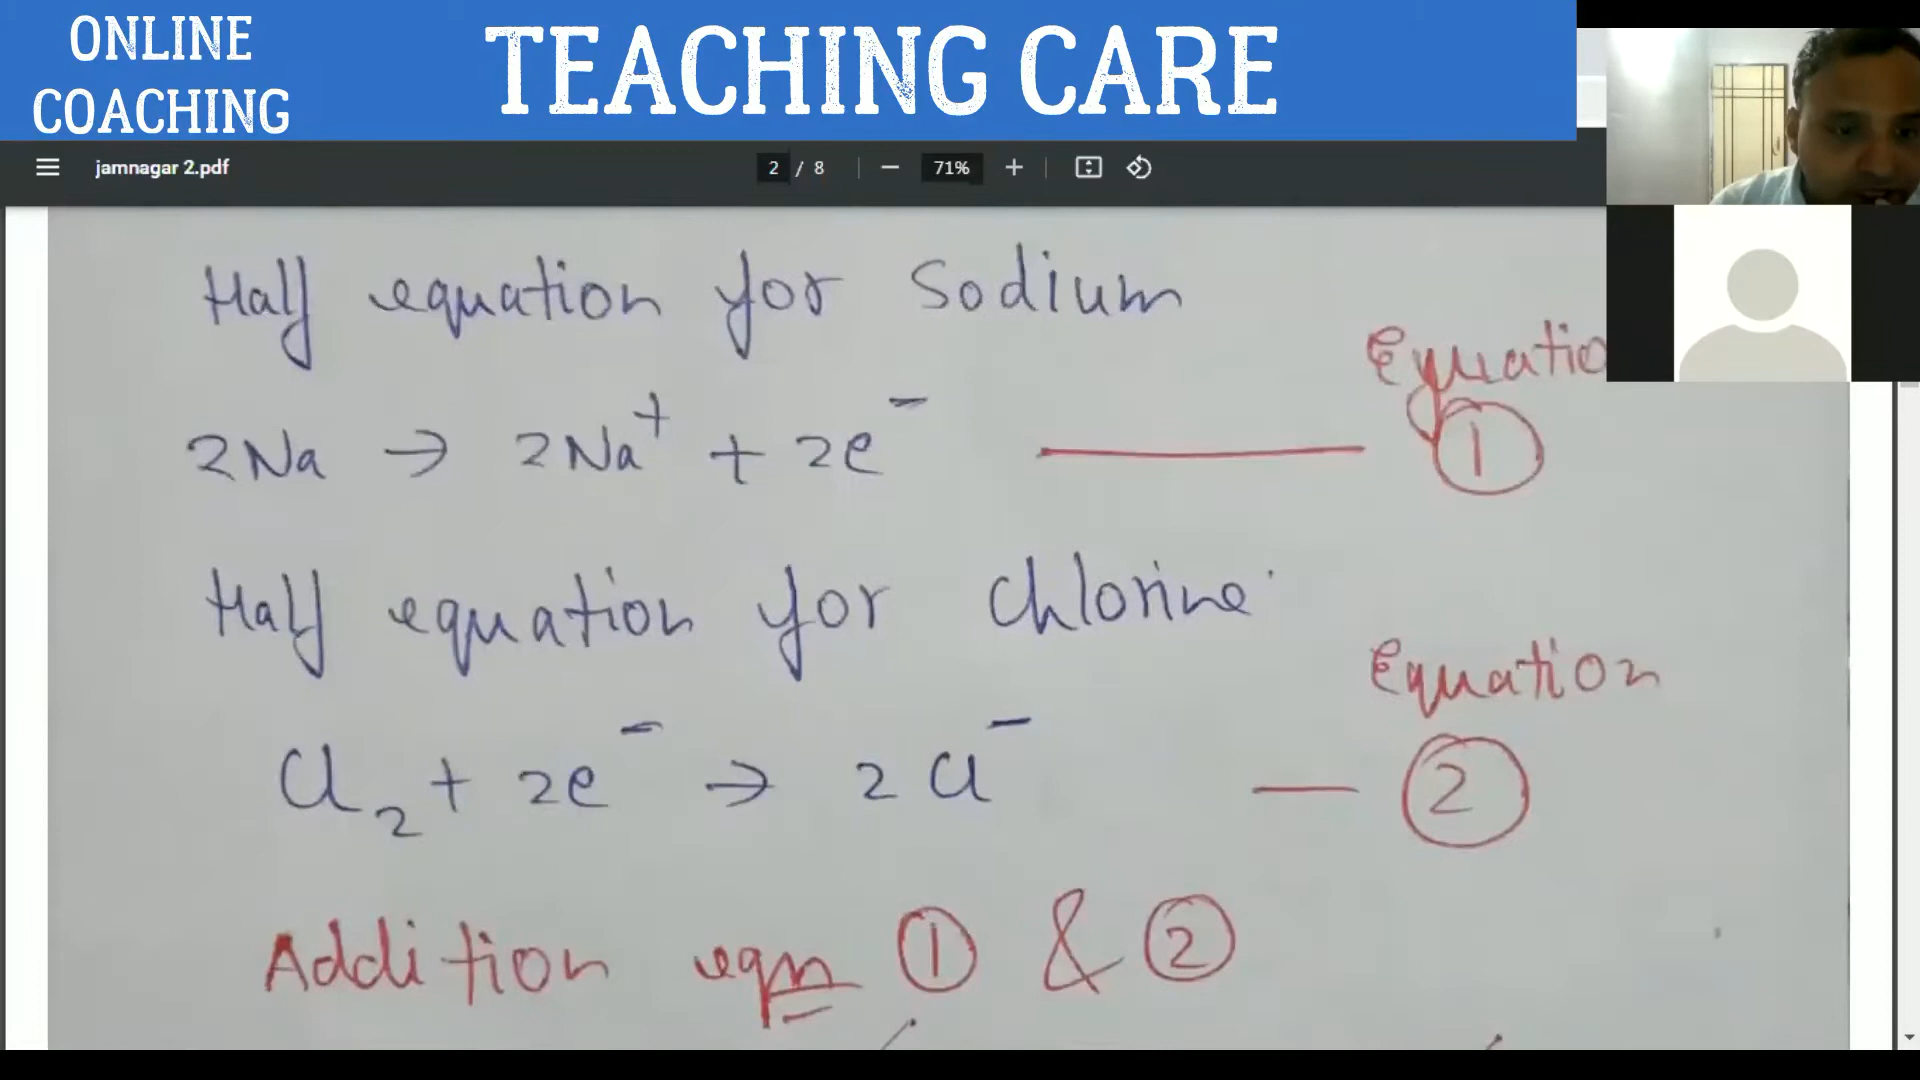 ONLINE
COACHING
TEACHING CARE
jamnagar 2.pdf
2 / 8
71%
Half equation for Sodium
2Na → 2Na⁺ + 2e⁻
Equatio
1
Half equation for Chlorine
Equation
Cl₂ + 2e⁻ → 2Cl⁻ — 2
Addition eqn 1 & 2